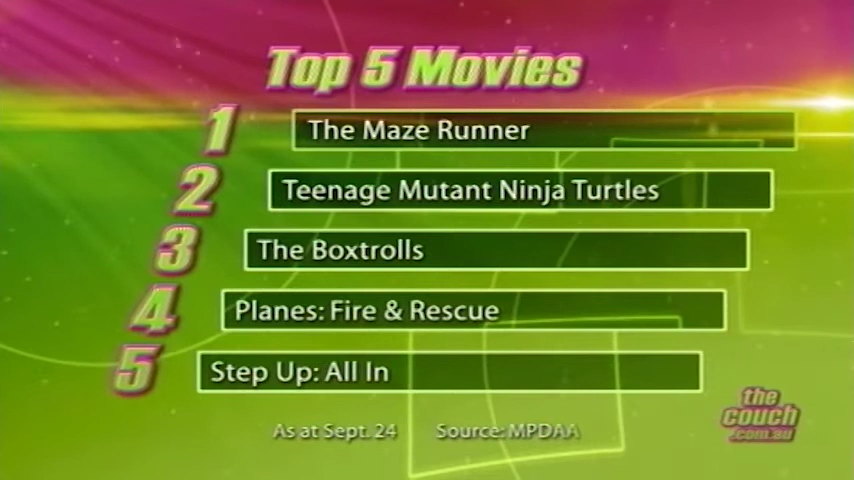 Top 5 Movies
1 The Maze Runner
2 Teenage Mutant Ninja Turtles
3 The Boxtrolls
4 Planes: Fire & Rescue
5 Step Up: All In
As at Sept. 24 Source: MPDAA
the
couch
.com.au